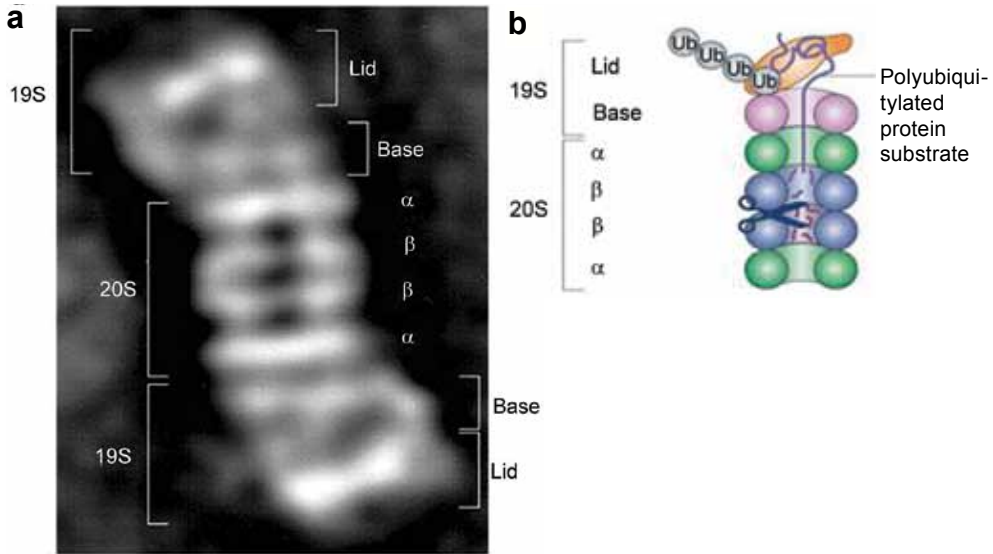 a
19S
Lid
Base
α
β
20S
β
α
Base
19S
Lid
b
Ub Ub Ub Ub
19S
Lid
Base
Polyubiqui-
tylated
protein
substrate
20S
α
β
β
α